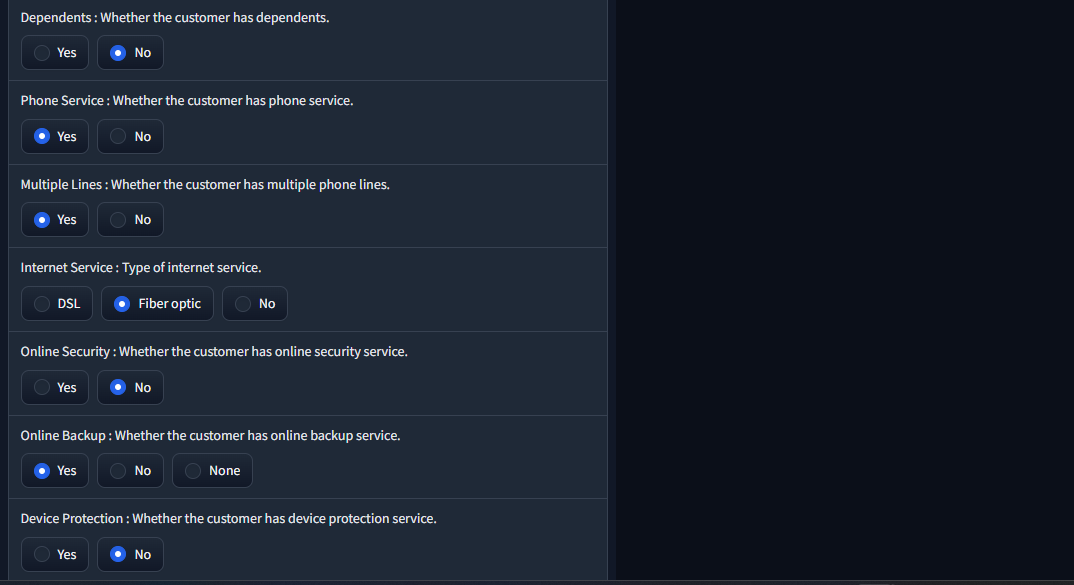 Dependents : Whether the customer has dependents.
Yes No
Phone Service : Whether the customer has phone service.
Yes No
Multiple Lines : Whether the customer has multiple phone lines.
Yes No
Internet Service : Type of internet service.
DSL Fiber optic No
Online Security : Whether the customer has online security service.
Yes No
Online Backup : Whether the customer has online backup service.
Yes No None
Device Protection : Whether the customer has device protection service.
Yes No